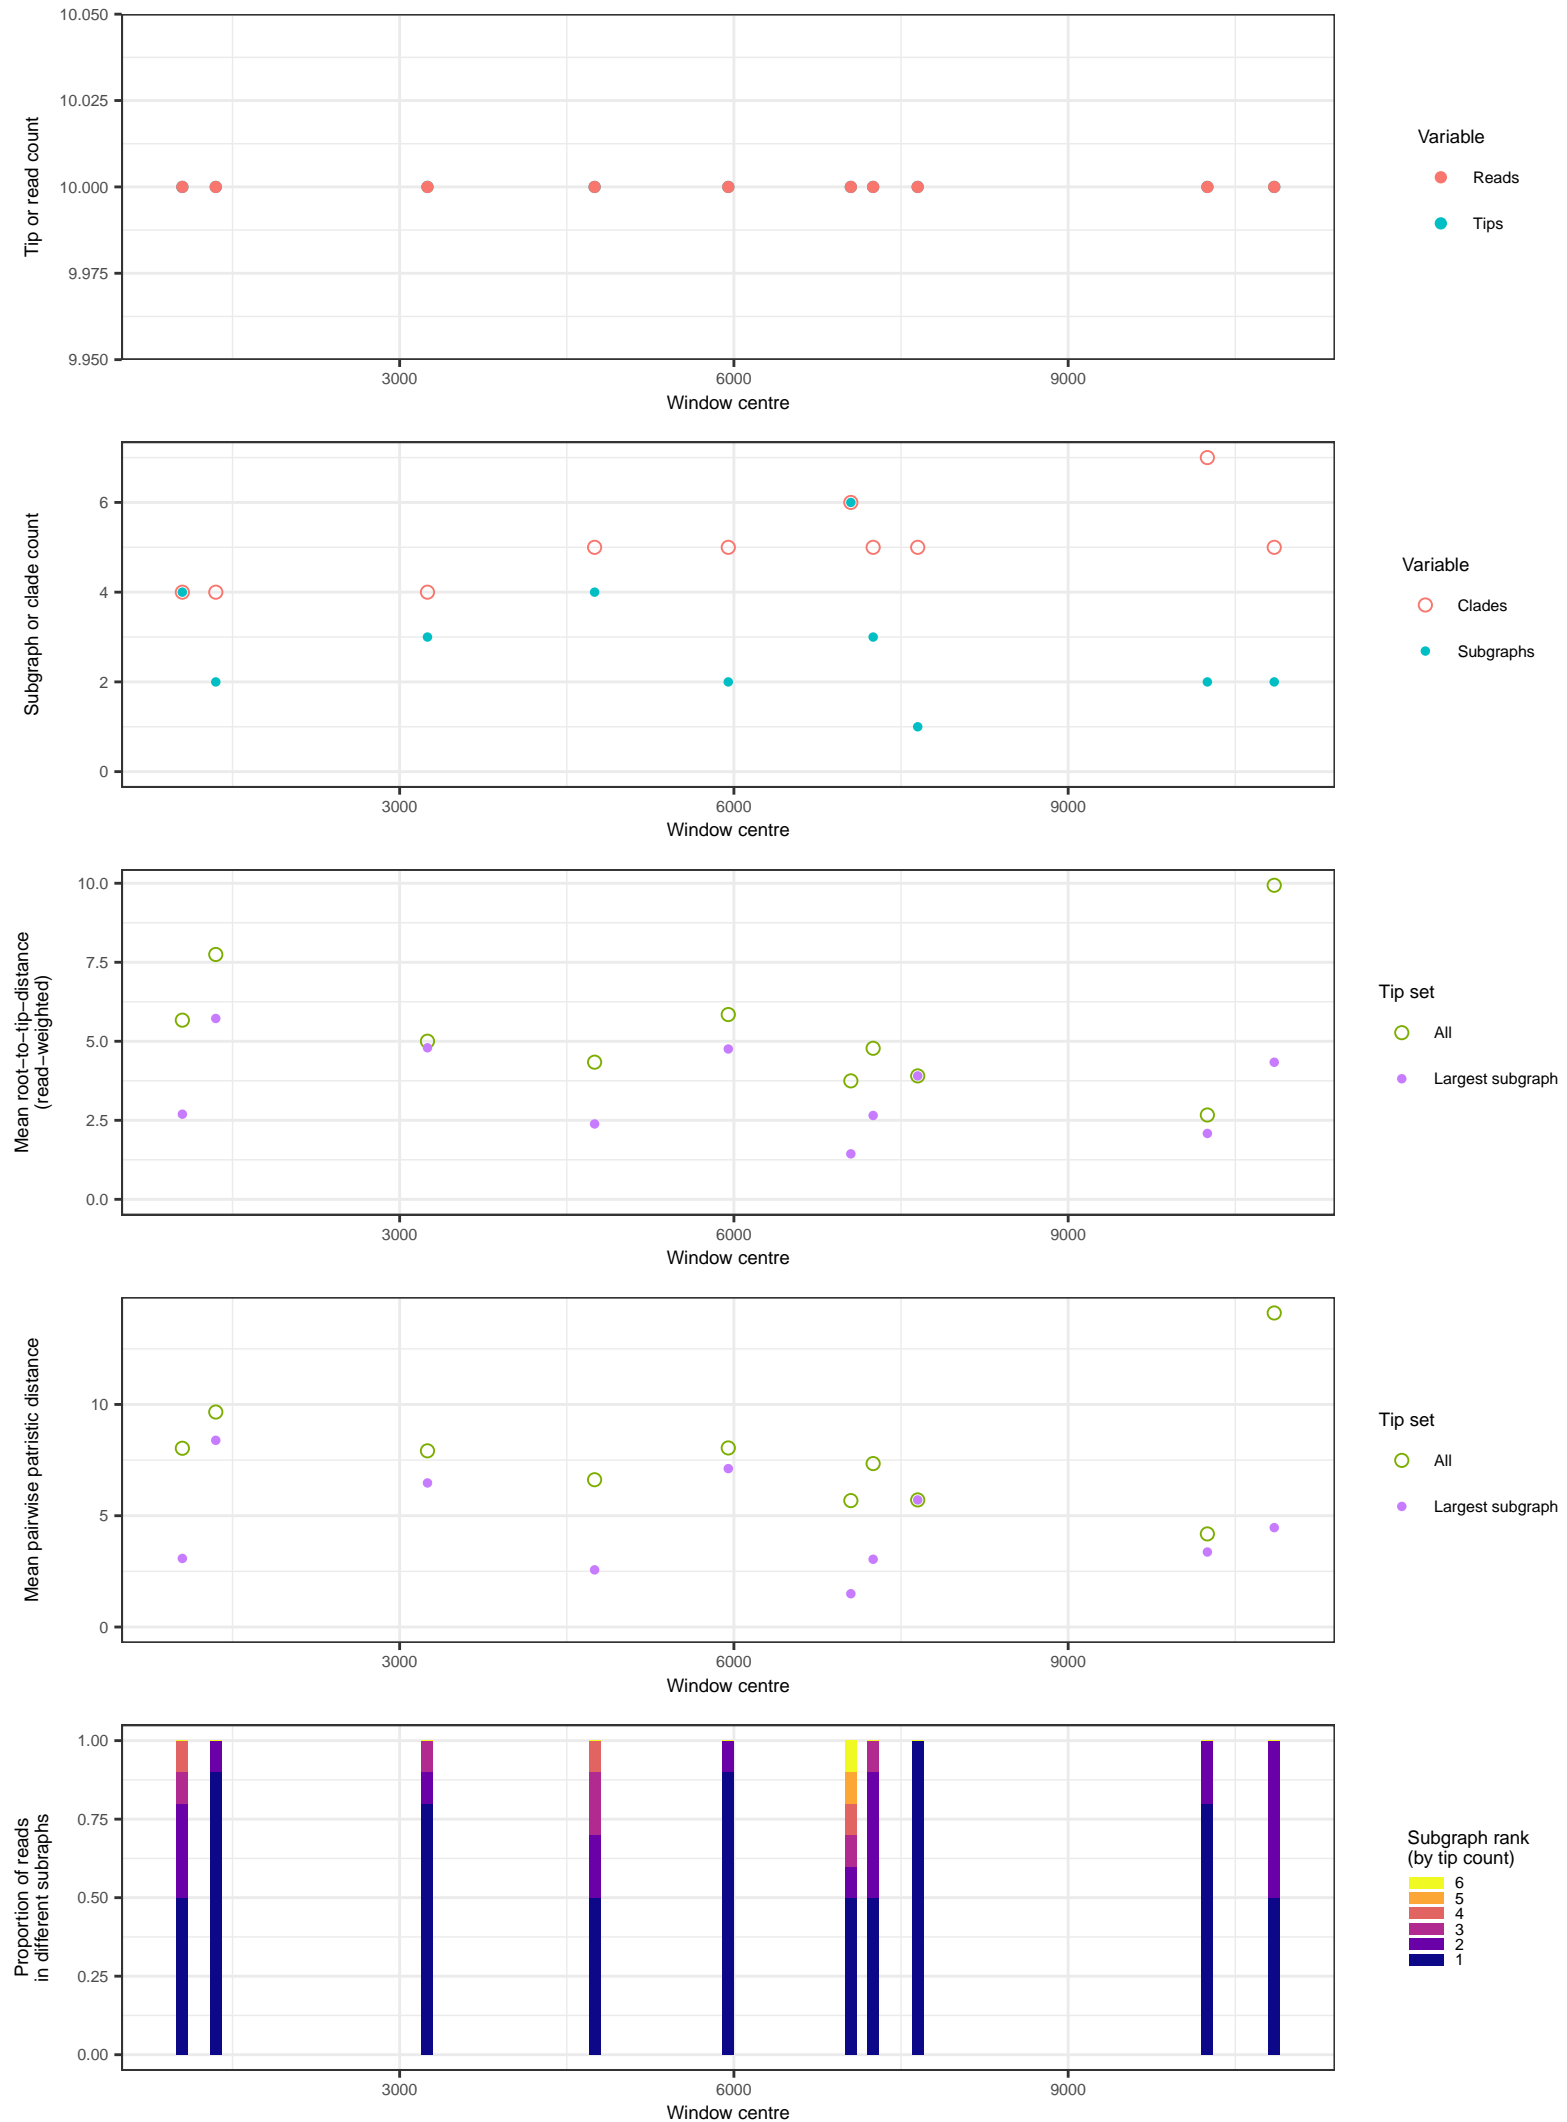 10.050
10.025
10.000
9.975
9.950
Tip or read count
3000
6000
9000
Window centre
Variable
Reads
Tips
6
4
2
0
Subgraph or clade count
3000
6000
9000
Window centre
Variable
Clades
Subgraphs
10.0
7.5
5.0
2.5
0.0
Mean root−to−tip−distance
(read−weighted)
3000
6000
9000
Window centre
Tip set
All
Largest subgraph
10
5
0
Mean pairwise patristic distance
3000
6000
9000
Window centre
Tip set
All
Largest subgraph
1.00
0.75
0.50
0.25
0.00
Proportion of reads
in different subraphs
3000
6000
9000
Window centre
Subgraph rank
(by tip count)
6
5
4
3
2
1